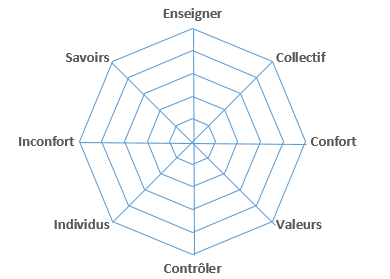 Enseigner
Savoirs
Collectif
Inconfort
Confort
Individus
Valeurs
Contrôler